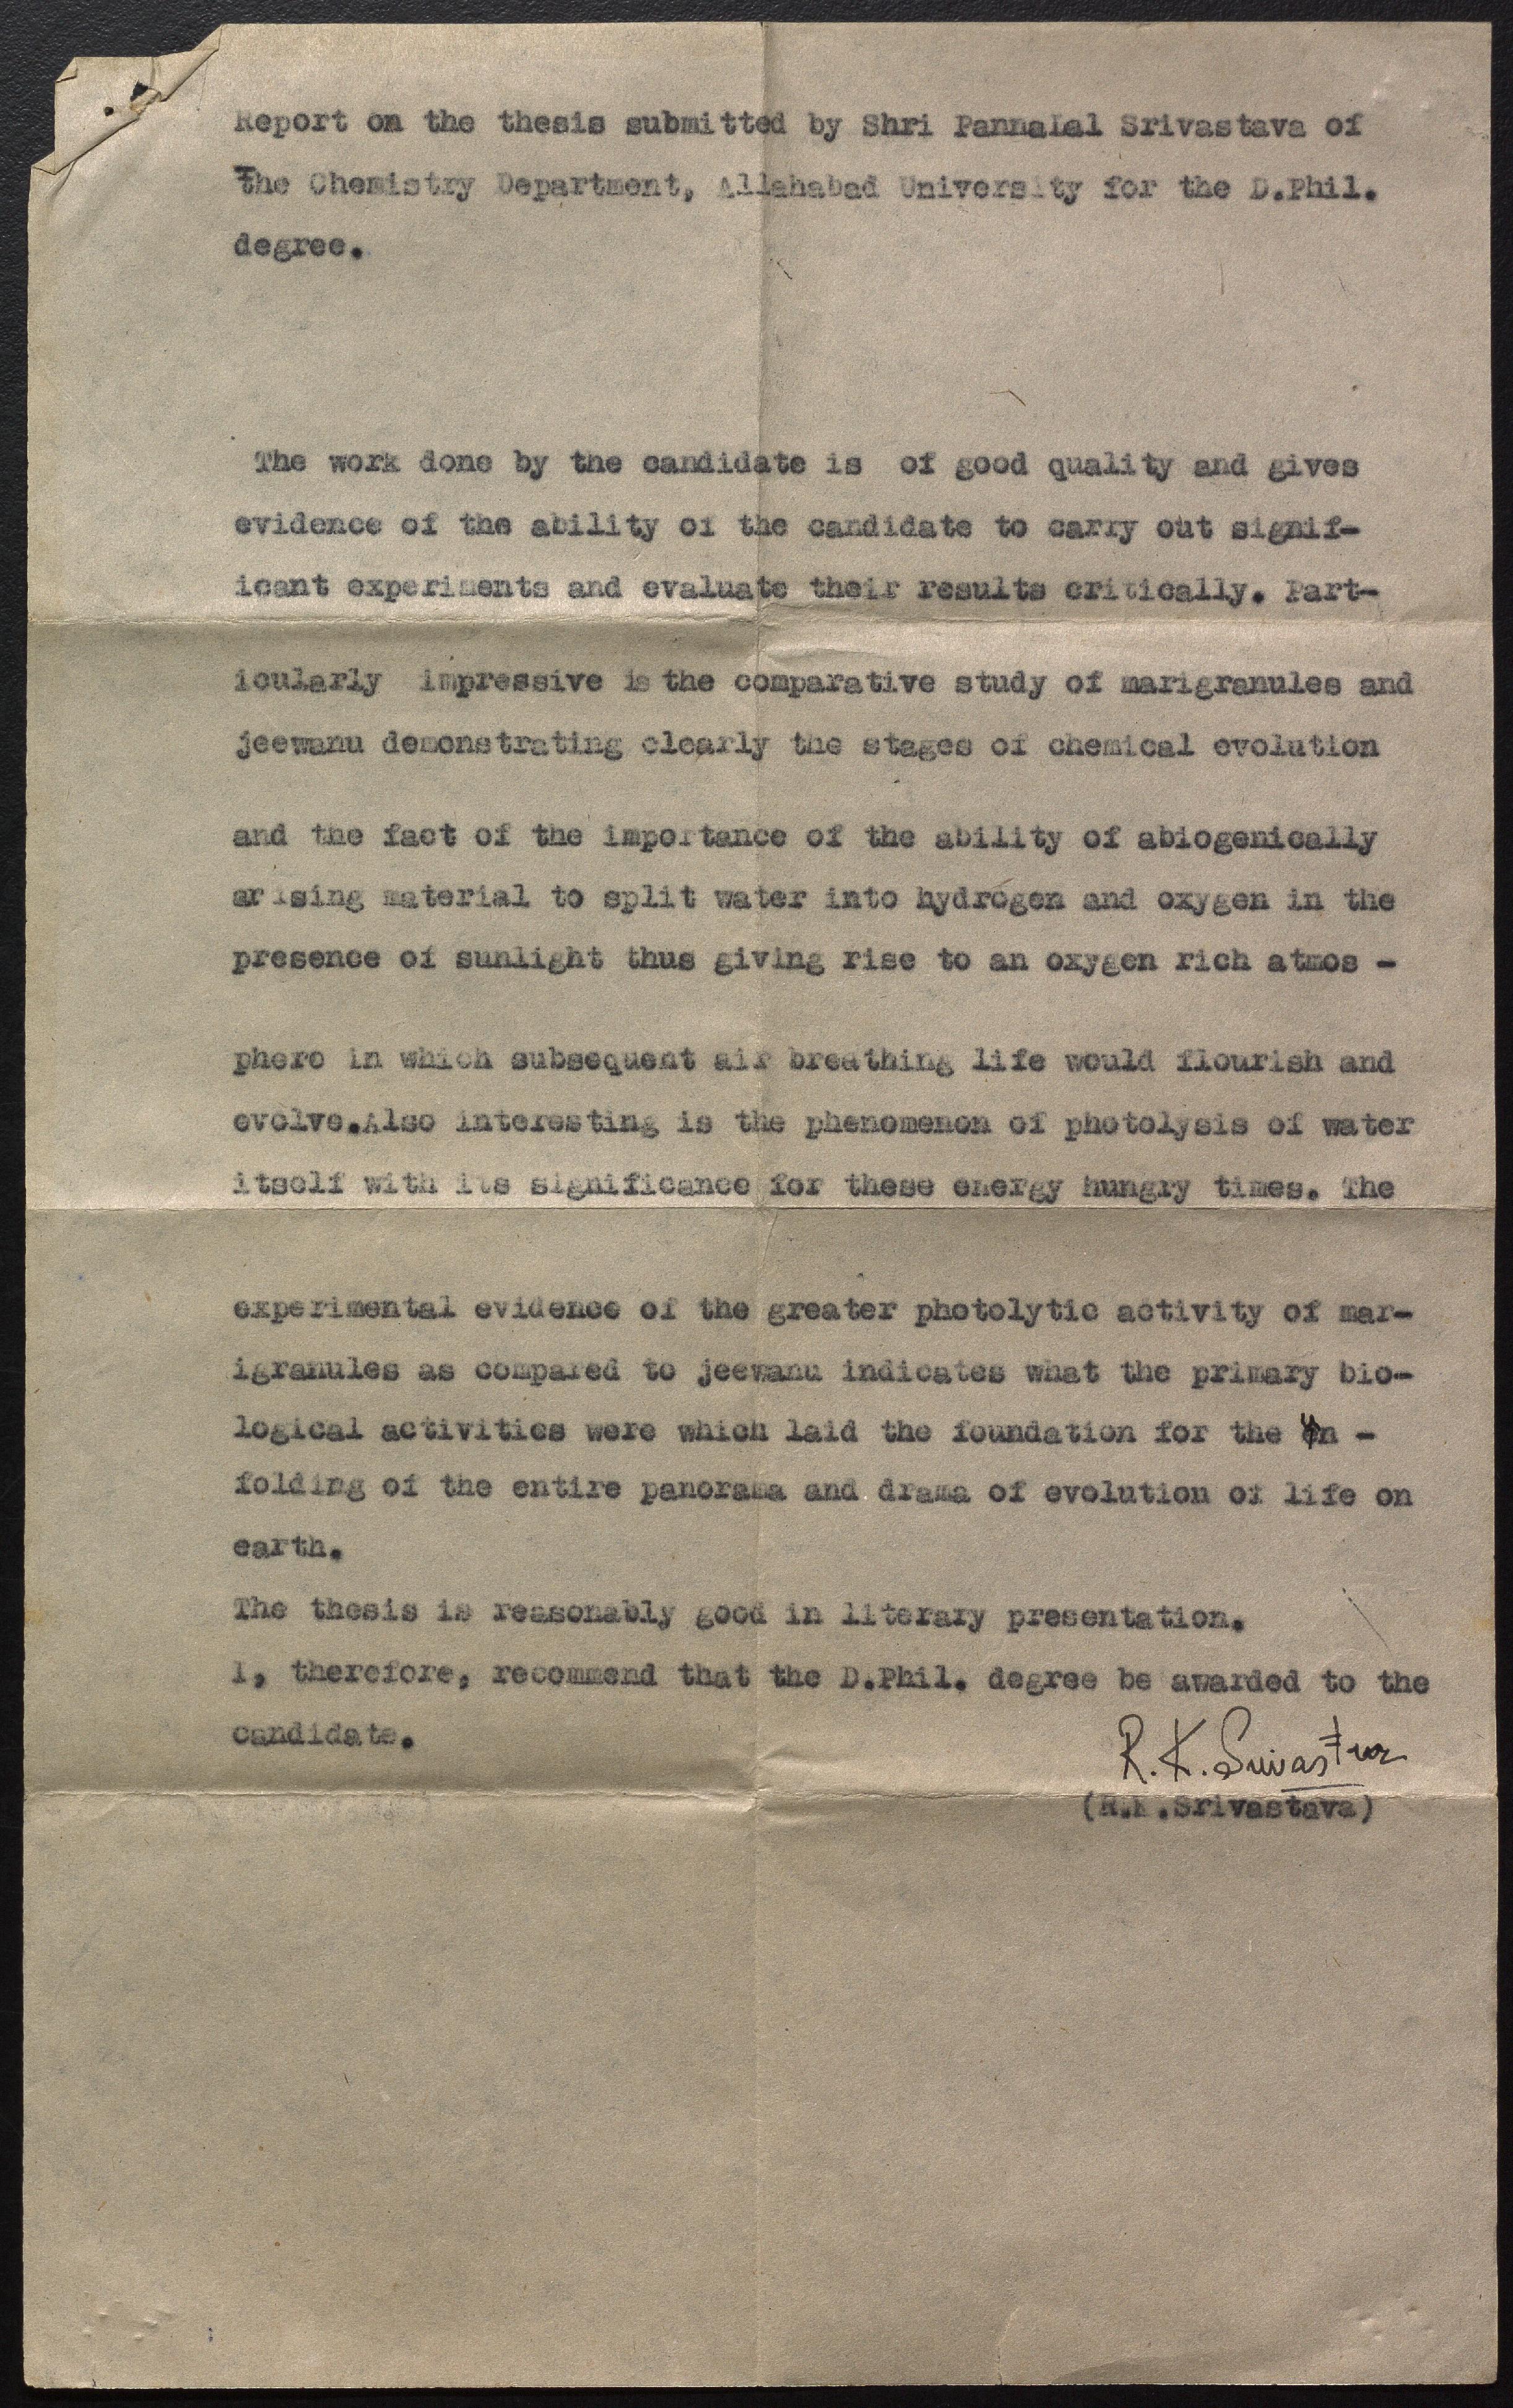 Report on the thesis submitted by Shri PannaLal Srivastava of
the Chemistry Department, Allahabad University for the D.Phil.
degree.
The work done by the candidate is of good quality and gives
evidence of the ability of the candidate to carry out signif-
icant experiments and evaluate their results critically. Part-
icularly impressive is the comparative study of marigranules and
jeewanu demonstrating clearly the stages of chemical evolution
and the fact of the importance of the ability of abiogenically
arising material to split water into hydrogen and oxygen in the
presence of sunlight thus giving rise to an oxygen rich atmos -
phere in which subsequent air breathing life would flourish and
evolve.Also interesting is the phenomenon of photolysis of water
itself with its significance for these energy hungry times. The
experimental evidence of the greater photolytic activity of mar-
igranules as compared to jeewanu indicates what the primary bio-
logical activities were which laid the foundation for the un -
folding of the entire panorama and drama of evolution of life on
earth.
The thesis is reasonably good in literary presentation.
I, therefore, recommend that the D.Phil. degree be awarded to the
candidate.
R.K.Srivastva
(R.K.Srivastava)